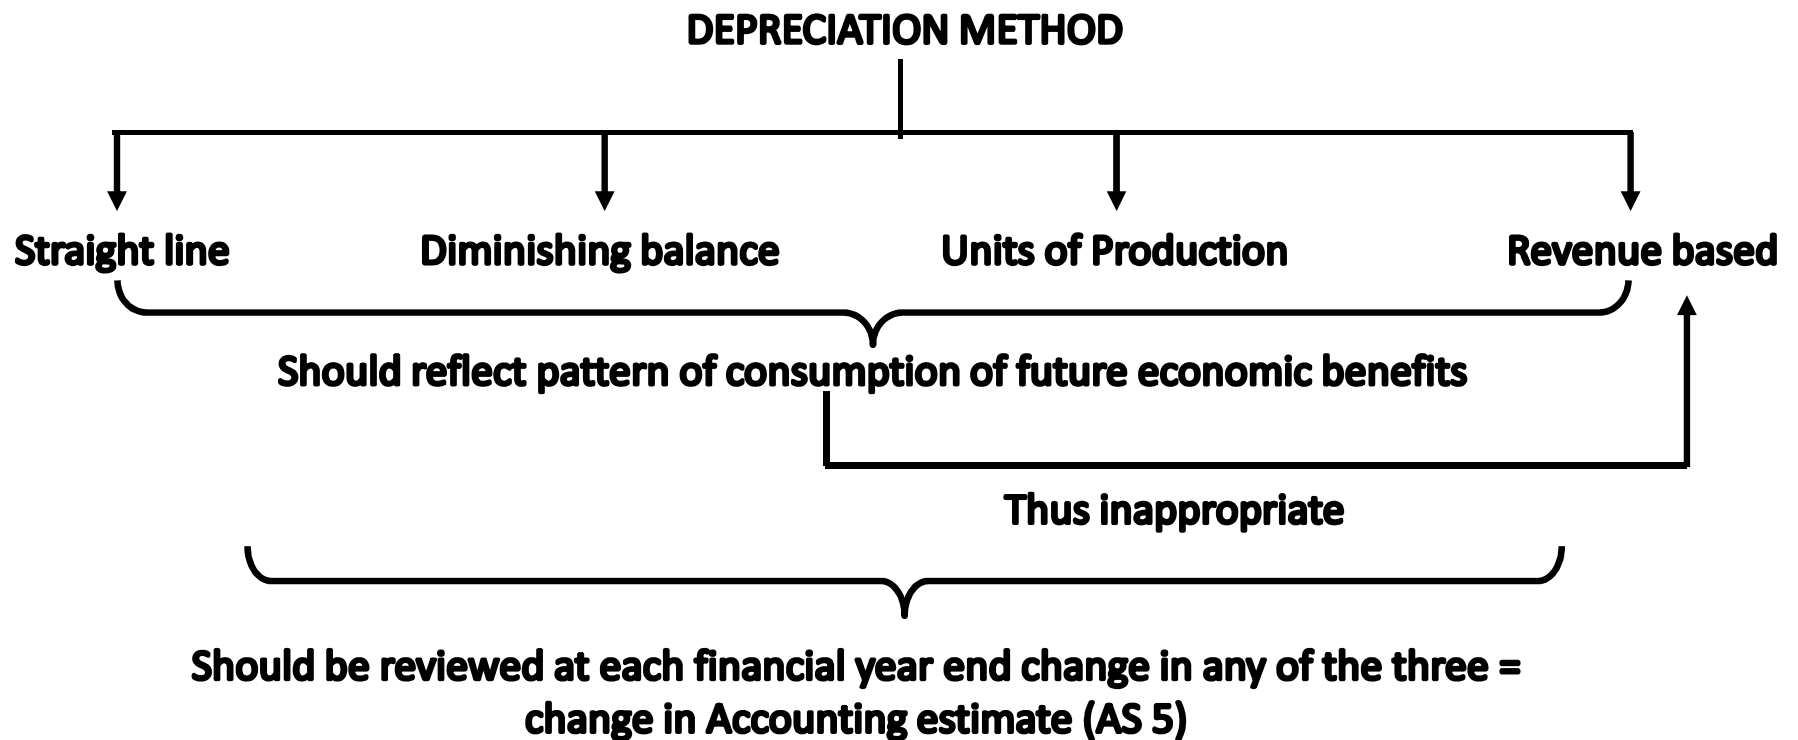 DEPRECIATION METHOD
Straight line
Diminishing balance
Units of Production
Revenue based
Should reflect pattern of consumption of future economic benefits
Thus inappropriate
Should be reviewed at each financial year end change in any of the three =
change in Accounting estimate (AS 5)